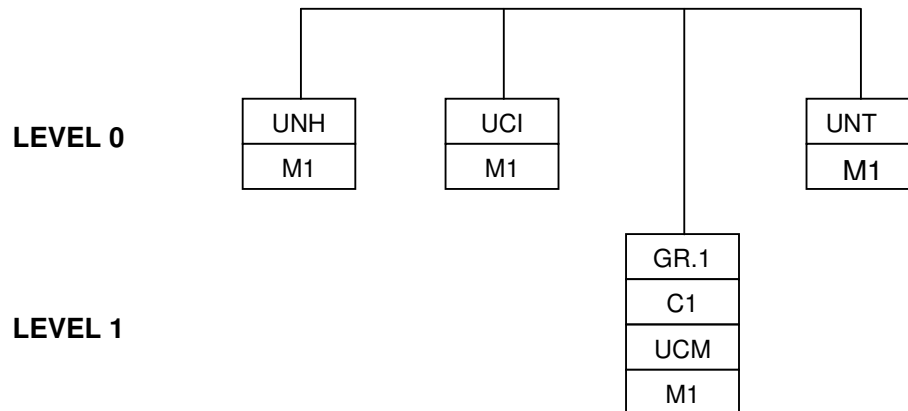 LEVEL 0
UNH
M1
UCI
M1
UNT
M1
LEVEL 1
GR.1
C1
UCM
M1